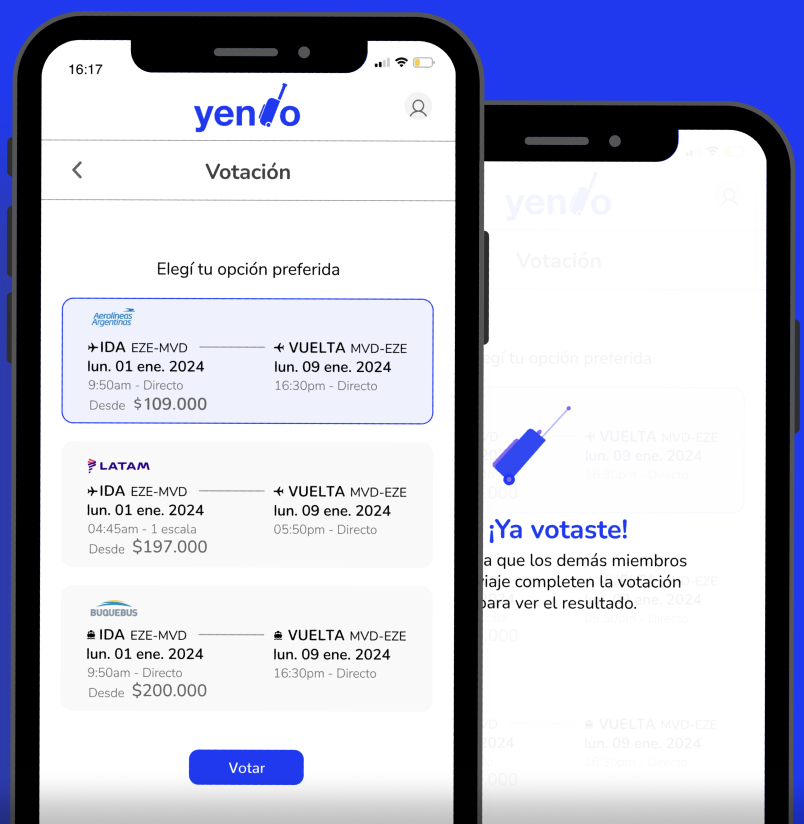 16:17
yendo
Votación
Elegí tu opción preferida
Aerolíneas
Argentinas
IDA EZE-MVD
VUELTA MVD-EZE
lun. 01 ene. 2024
lun. 09 ene. 2024
9:50am - Directo
16:30pm - Directo
Desde $109.000
LATAM
IDA EZE-MVD
VUELTA MVD-EZE
lun. 01 ene. 2024
lun. 09 ene. 2024
04:45am - 1 escala
05:50pm - Directo
Desde $197.000
BUQUEBUS
IDA EZE-MVD
VUELTA MVD-EZE
lun. 01 ene. 2024
lun. 09 ene. 2024
9:50am - Directo
16:30pm - Directo
Desde $200.000
Votar
yendo
Votación
egí tu opción preferida
VUELTA MVD-EZE
lun. 09 ene. 2024
16:30pm - Directo
¡Ya votaste!
a que los demás miembros
viaje completen la votación
para ver el resultado.
VUELTA MVD-EZE
lun. 09 ene. 2024